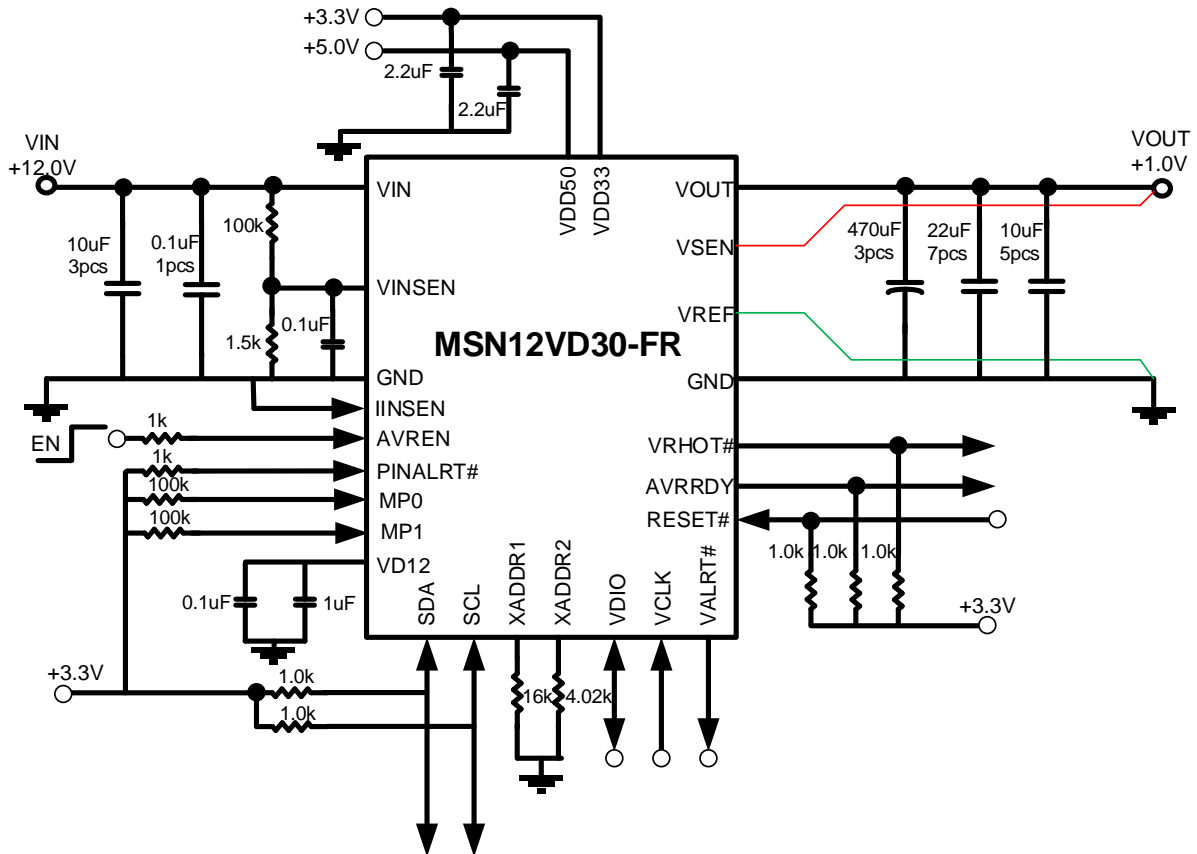 +3.3V
+5.0V
2.2uF
2.2uF
VIN
+12.0V
VOUT
+1.0V
VIN
VDD50
VDD33
VOUT
100k
10uF
3pcs
0.1uF
1pcs
470uF
3pcs
22uF
7pcs
10uF
5pcs
VSEN
VINSEN
VREF
0.1uF
1.5k
MSN12VD30-FR
GND
GND
IINSEN
EN
1k
AVREN
VRHOT#
1k
PINALRT#
100k
MP0
AVRRDY
100k
MP1
RESET#
VD12
1.0k
1.0k
1.0k
0.1uF
1uF
SDA
SCL
XADDR1
XADDR2
VDIO
VCLK
VALRT#
+3.3V
+3.3V
1.0k
1.0k
16k
4.02k